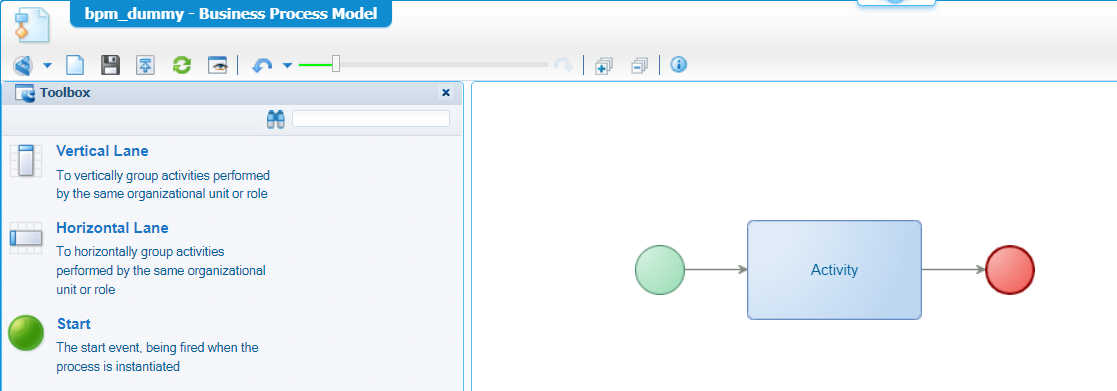 bpm_dummy - Business Process Model
Toolbox
Vertical Lane
To vertically group activities performed
by the same organizational unit or role
Horizontal Lane
To horizontally group activities
performed by the same organizational
unit or role
Start
The start event, being fired when the
process is instantiated
Activity